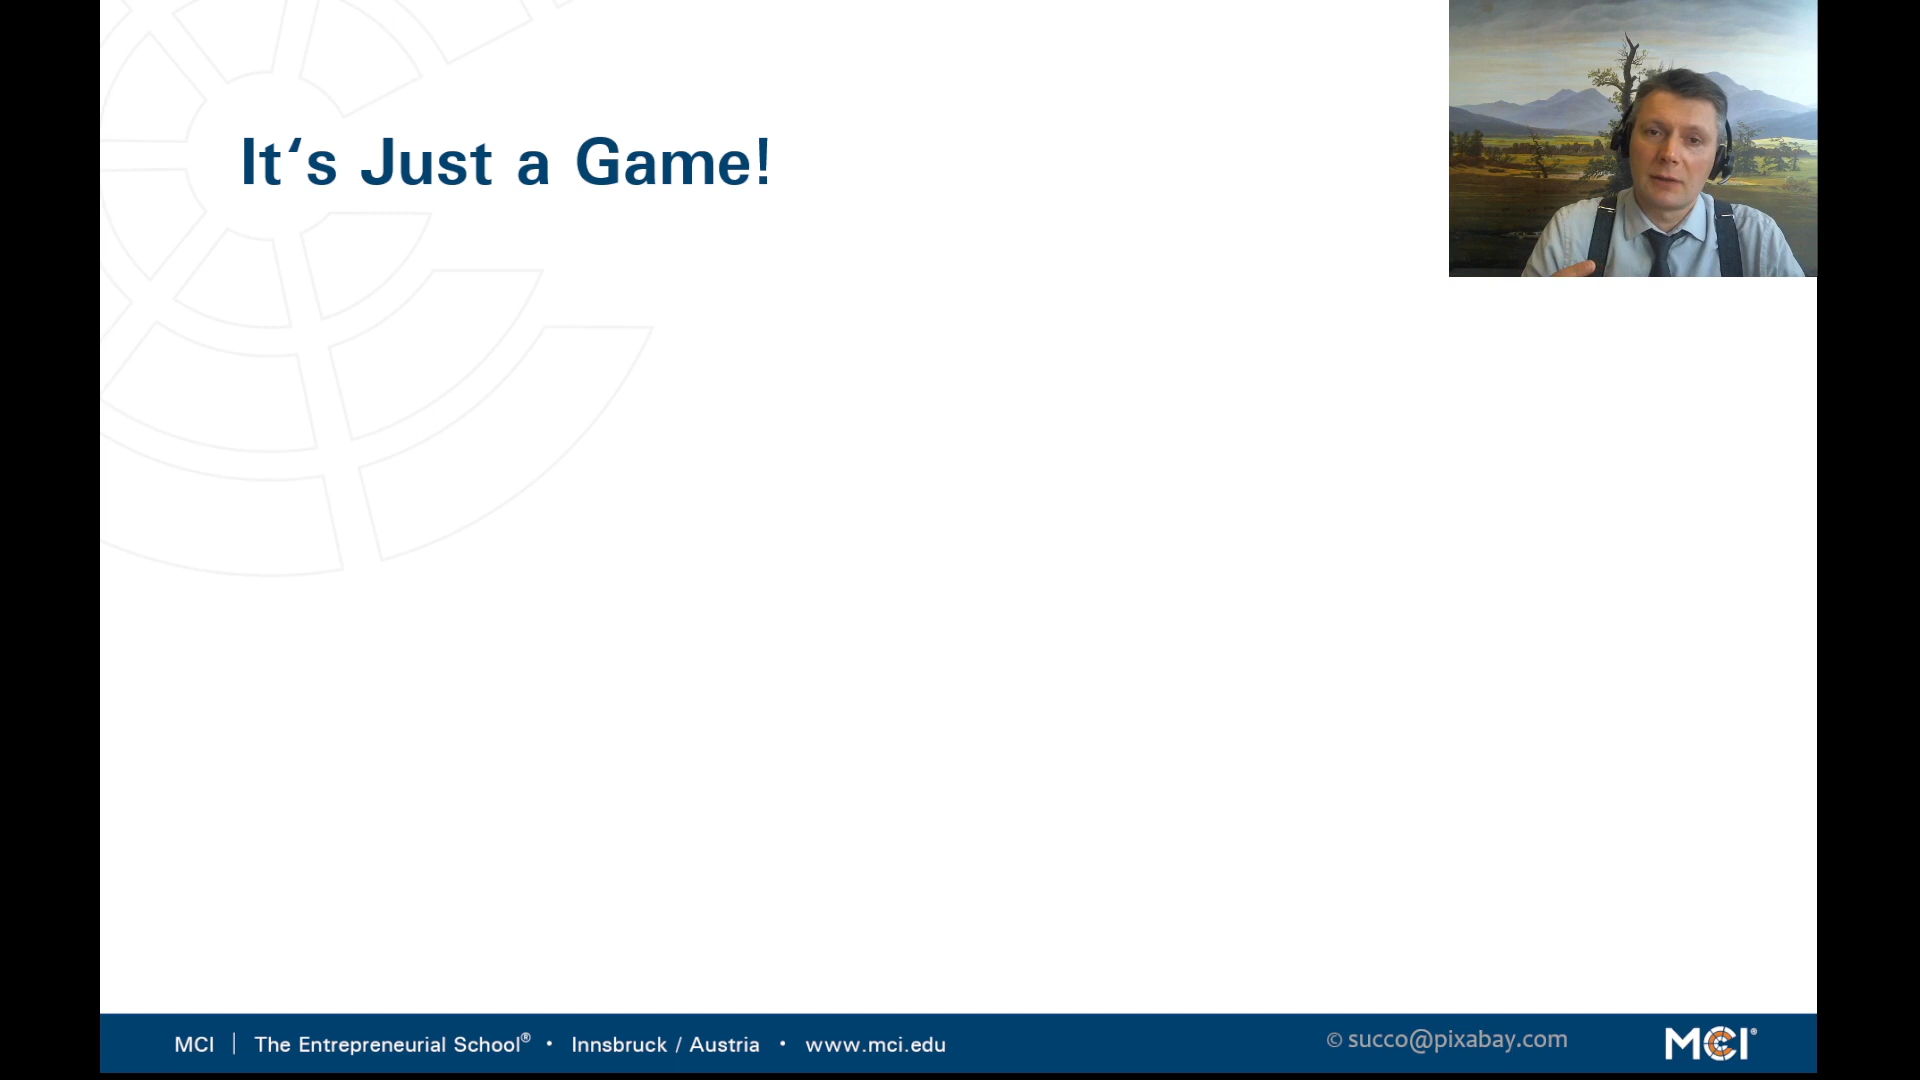 It‘s Just a Game!
MCI | The Entrepreneurial School® • Innsbruck / Austria • www.mci.edu
© succo@pixabay.com
MCI®